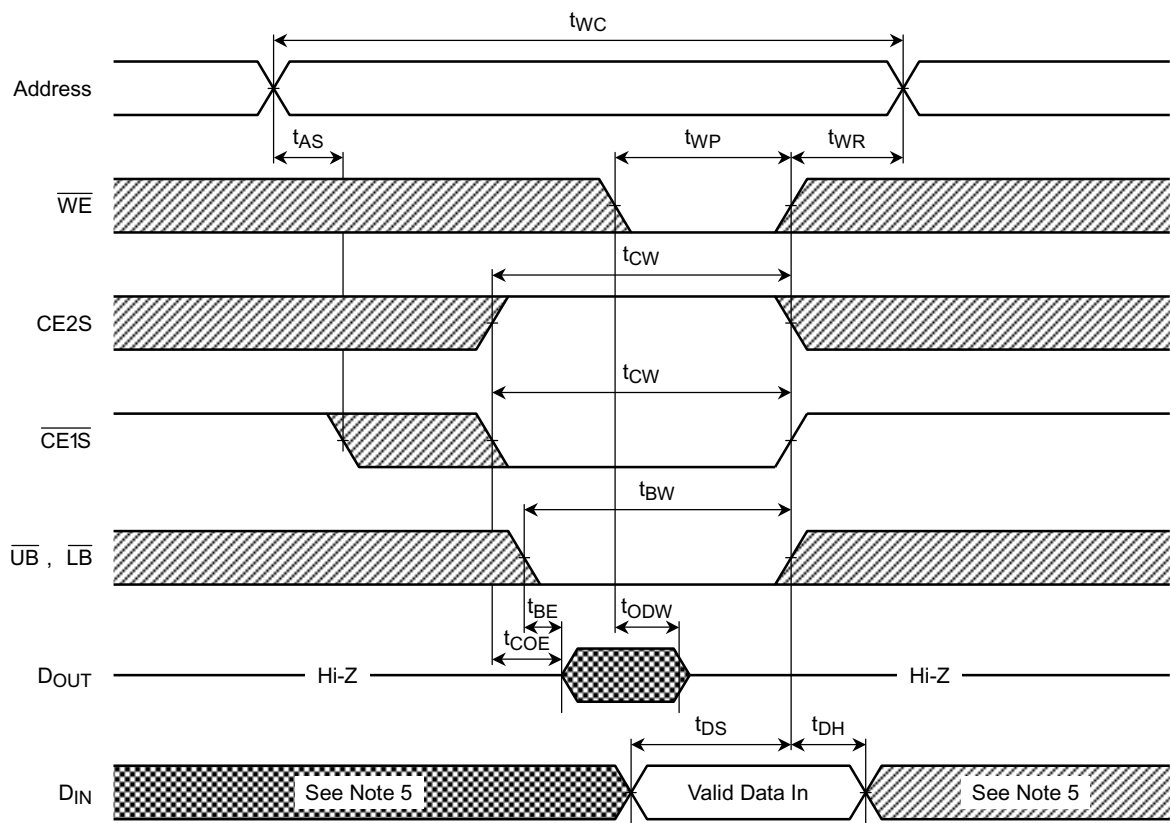 tWC
Address
tAS
tWP
tWR
WE
tCW
CE2S
tCW
CE1S
tBW
UB , LB
tBE
tODW
tCOE
DOUT
Hi-Z
Hi-Z
tDS
tDH
DIN
See Note 5
Valid Data In
See Note 5